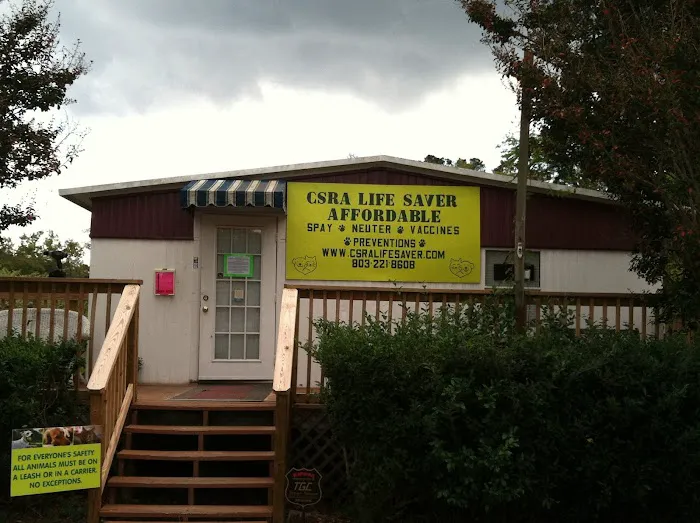 CSRA LIFE SAVER
AFFORDABLE
SPAY NEUTER VACCINES
PREVENTIONS
WWW.CSRALIFESAVER.COM
803-221-8608
FOR EVERYONE'S SAFETY
ALL ANIMALS MUST BE ON
A LEASH OR IN A CARRIER.
NO EXCEPTIONS.
TGC